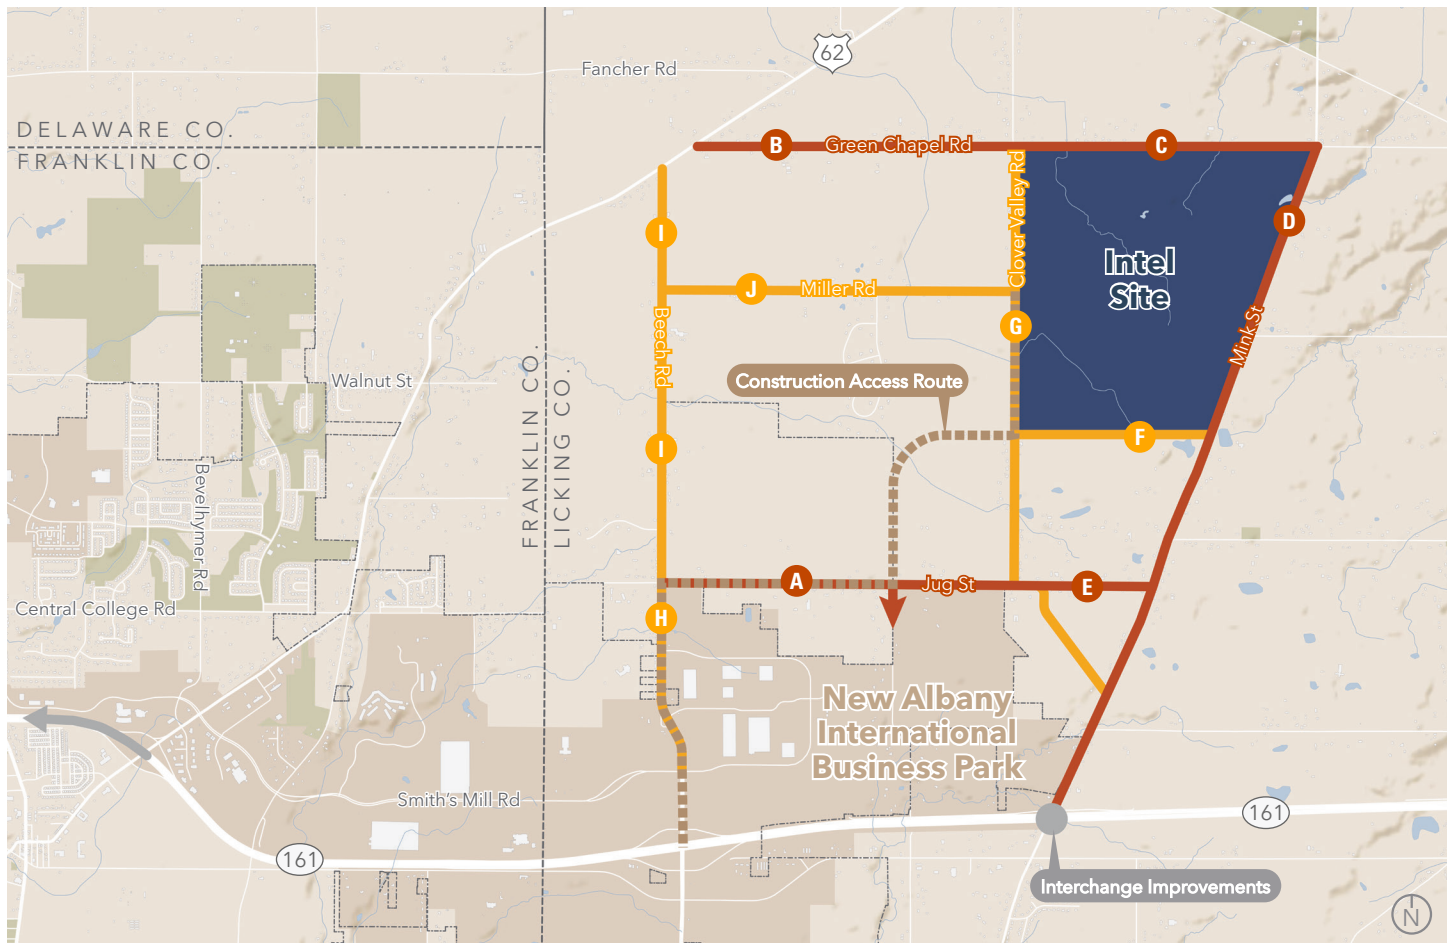 62
Fancher Rd
DELAWARE CO.
FRANKLIN CO.
B
Green Chapel Rd
C
Clover Valley Rd
I
D
Intel
Site
J
Miller Rd
G
Beech Rd
Mink St
Walnut St
Construction Access Route
FRANKLIN CO.
LICKING CO.
I
F
Bevelhymer Rd
A
Jug St
E
Central College Rd
H
New Albany
International
Business Park
Smith's Mill Rd
161
161
Interchange Improvements
N